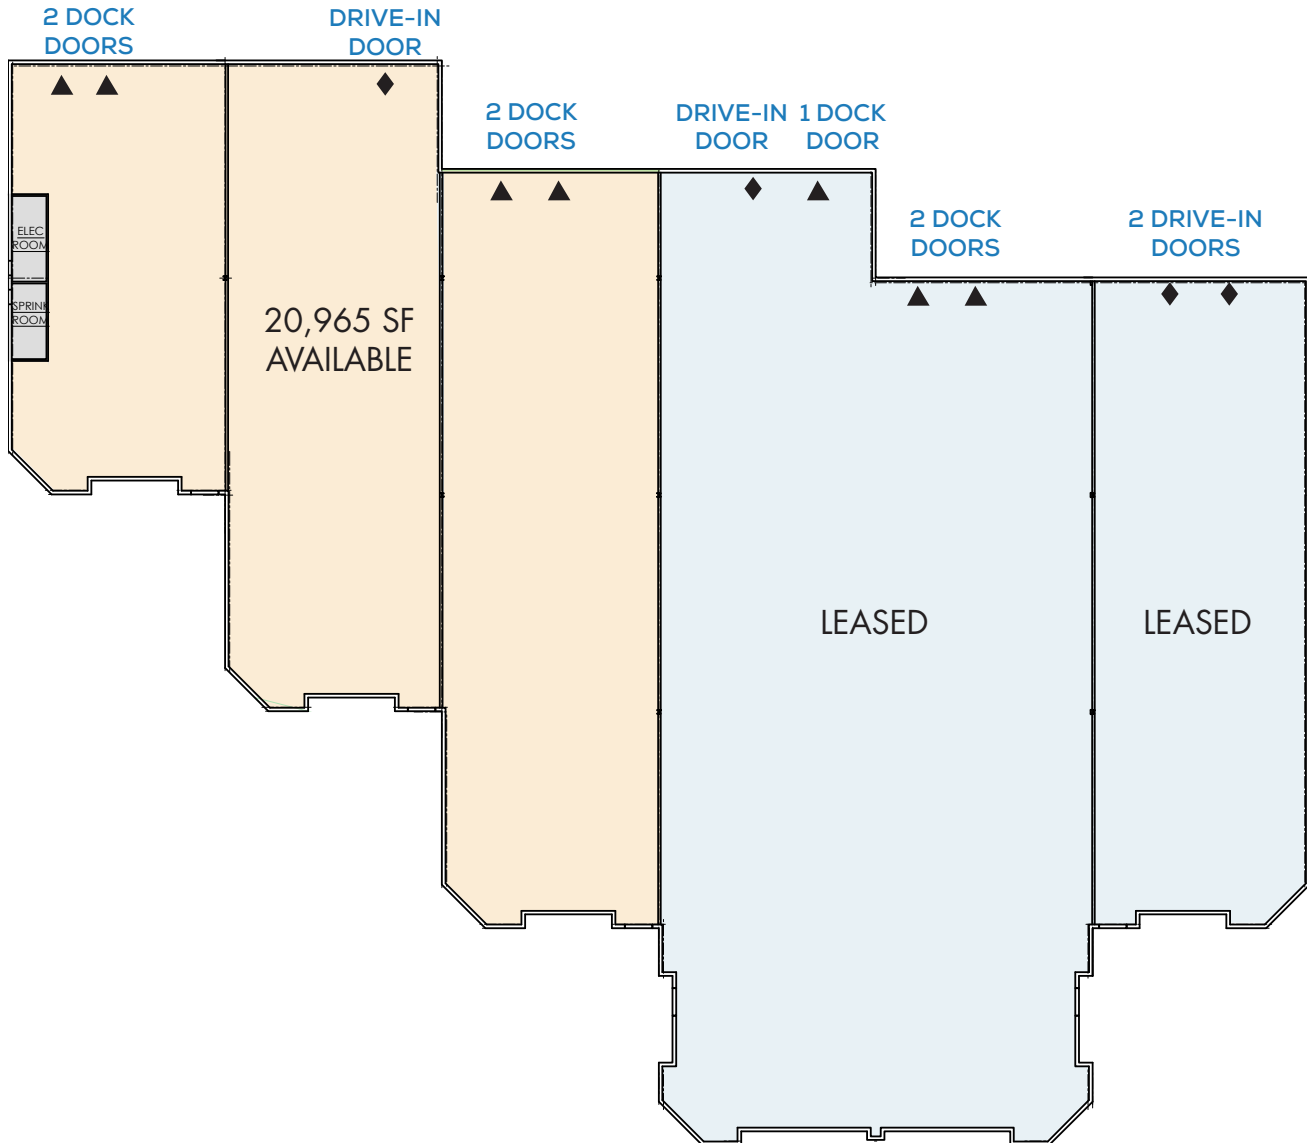 2 DOCK
DOORS
DRIVE-IN
DOOR
2 DOCK
DOORS
DRIVE-IN
DOOR
1 DOCK
DOOR
2 DOCK
DOORS
2 DRIVE-IN
DOORS
ELEC
ROOM
SPRINK
ROOM
20,965 SF
AVAILABLE
LEASED
LEASED